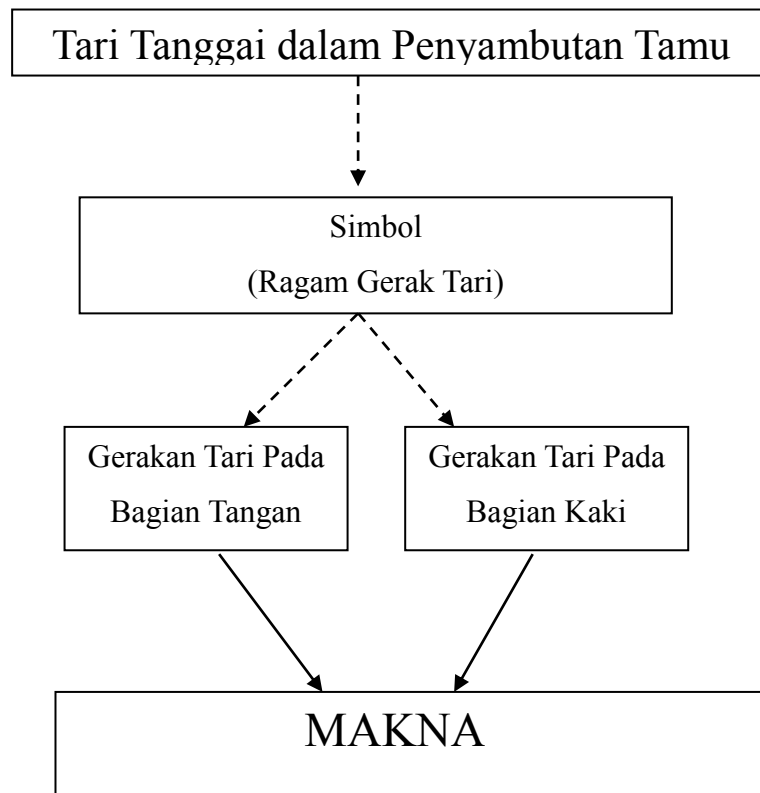 Tari Tanggai dalam Penyambutan Tamu
Simbol
(Ragam Gerak Tari)
Gerakan Tari Pada
Bagian Tangan
Gerakan Tari Pada
Bagian Kaki
MAKNA